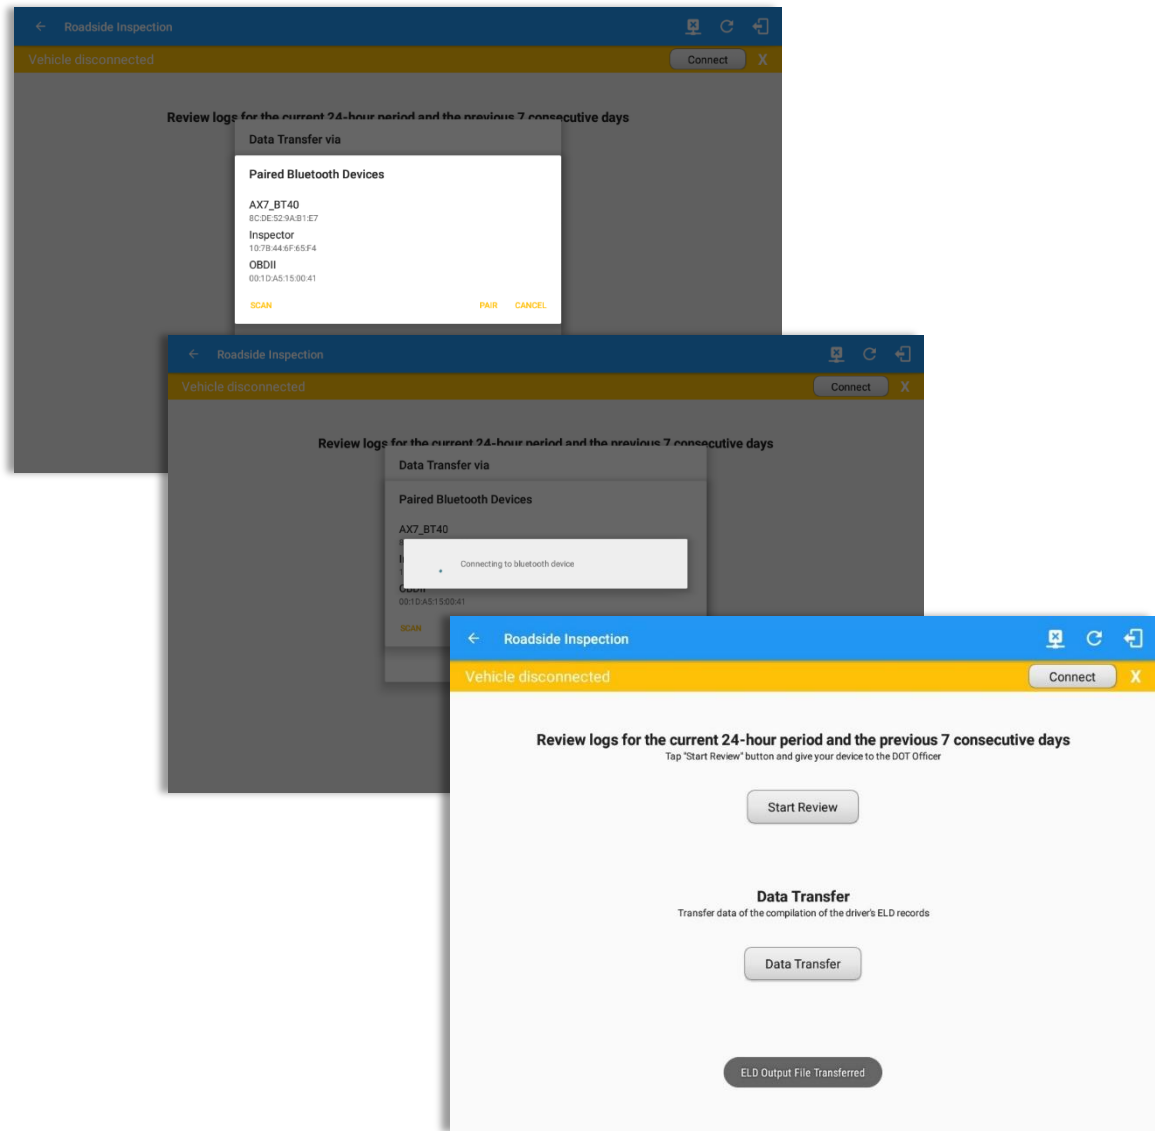 Roadside Inspection
Vehicle disconnected
Connect
X
Review logs for the current 24-hour period and the previous 7 consecutive days
Data Transfer via
Paired Bluetooth Devices
AX7_BT40
8C:DE:52:9A:B1:E7
Inspector
10:7B:44:6F:65:F4
OBDII
00:1D:A5:15:00:41
SCAN
PAIR
CANCEL
Roadside Inspection
Vehicle disconnected
Connect
X
Review logs for the current 24-hour period and the previous 7 consecutive days
Data Transfer via
Paired Bluetooth Devices
AX7_BT40
Connecting to bluetooth device
OBDII
00:1D:A5:15:00:41
SCAN
Roadside Inspection
Vehicle disconnected
Connect
X
Review logs for the current 24-hour period and the previous 7 consecutive days
Tap "Start Review" button and give your device to the DOT Officer
Start Review
Data Transfer
Transfer data of the compilation of the driver's ELD records
Data Transfer
ELD Output File Transferred